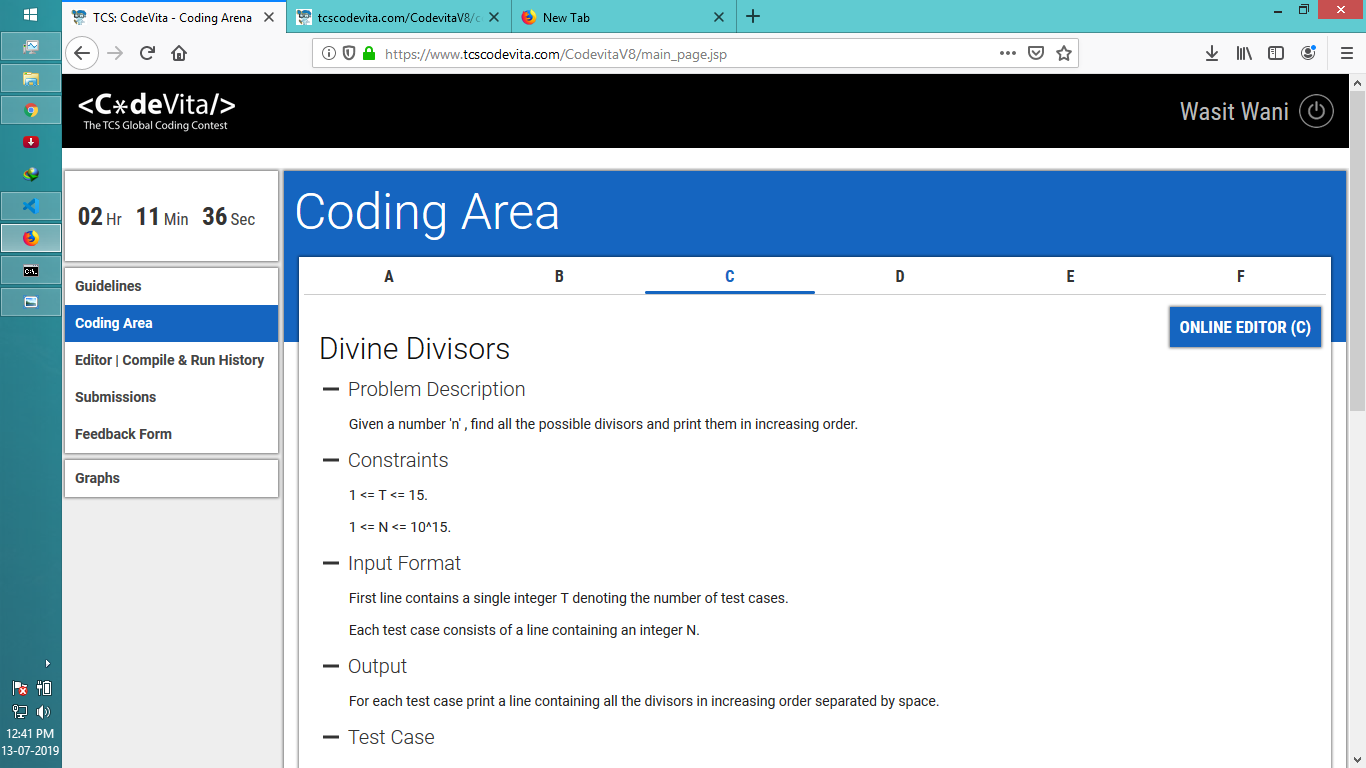 TCS: CodeVita - Coding Arena
tcscodevita.com/CodevitaV8/
New Tab
https://www.tcscodevita.com/CodevitaV8/main_page.jsp
<C*deVita/>
The TCS Global Coding Contest
Wasit Wani
02 Hr 11 Min 36 Sec
Guidelines
Coding Area
Editor | Compile & Run History
Submissions
Feedback Form
Graphs
Coding Area
A B C D E F
ONLINE EDITOR (C)
Divine Divisors
Problem Description
Given a number 'n' , find all the possible divisors and print them in increasing order.
Constraints
1 <= T <= 15.
1 <= N <= 10^15.
Input Format
First line contains a single integer T denoting the number of test cases.
Each test case consists of a line containing an integer N.
Output
For each test case print a line containing all the divisors in increasing order separated by space.
Test Case
12:41 PM
13-07-2019